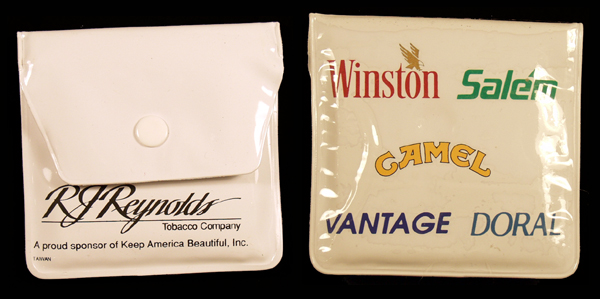 RJReynolds
Tobacco Company
A proud sponsor of Keep America Beautiful, Inc.
TAIWAN
Winston Salem
CAMEL
VANTAGE DORAL